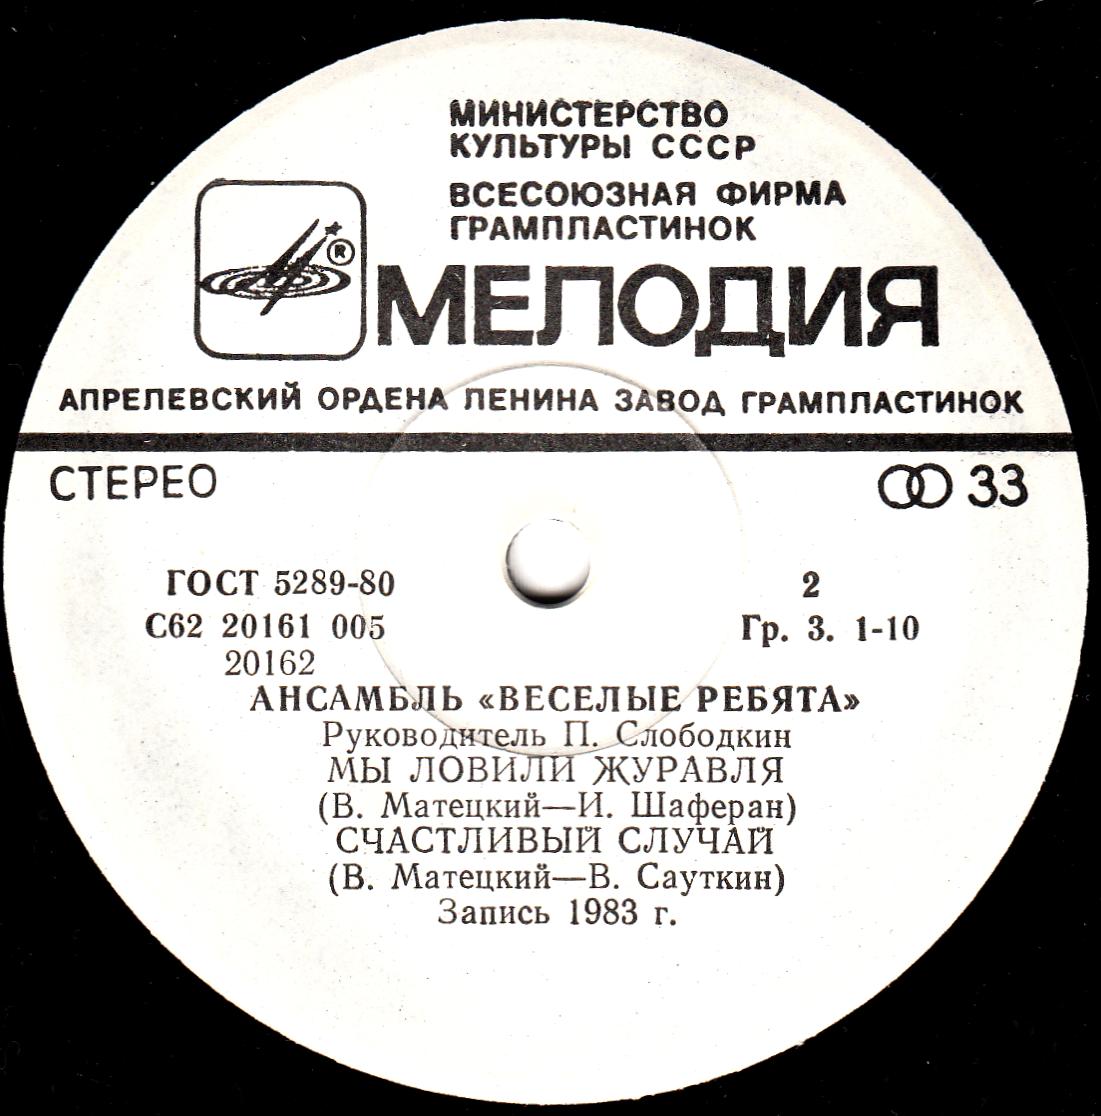 МИНИСТЕРСТВО
КУЛЬТУРЫ СССР
ВСЕСОЮЗНАЯ ФИРМА
ГРАМПЛАСТИНОК
®
МЕЛОДИЯ
АПРЕЛЕВСКИЙ ОРДЕНА ЛЕНИНА ЗАВОД ГРАМПЛАСТИНОК
СТЕРЕО 33
ГОСТ 5289-80 2
С62 20161 005 Гр. 3. 1-10
20162
АНСАМБЛЬ «ВЕСЕЛЫЕ РЕБЯТА»
Руководитель П. Слободкин
МЫ ЛОВИЛИ ЖУРАВЛЯ
(В. Матецкий—И. Шаферан)
СЧАСТЛИВЫЙ СЛУЧАЙ
(В. Матецкий—В. Сауткин)
Запись 1983 г.